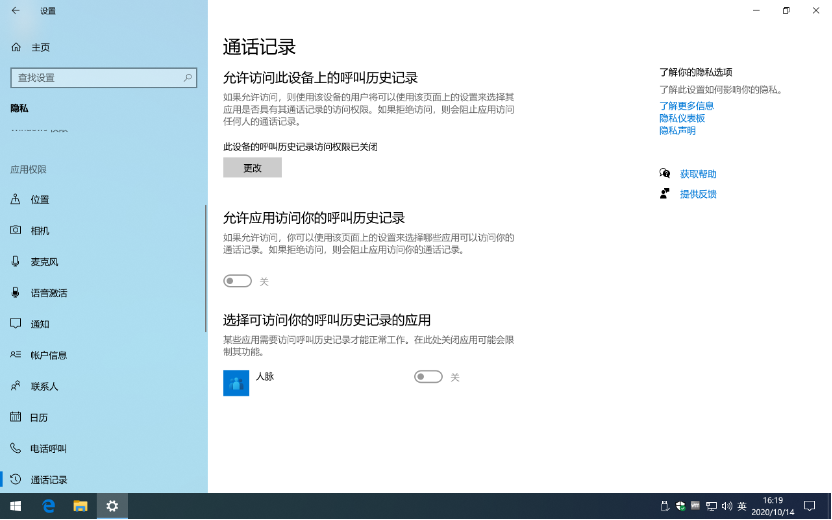 设置
主页
查找设置
隐私
应用权限
位置
相机
麦克风
语音激活
通知
帐户信息
联系人
日历
电话呼叫
通话记录
通话记录
允许访问此设备上的呼叫历史记录
如果允许访问，则使用该设备的用户将可以使用该页面上的设置来选择其
应用是否具有其通话记录的访问权限。如果拒绝访问，则会阻止应用访问
任何人的通话记录。
此设备的呼叫历史记录访问权限已关闭
更改
允许应用访问你的呼叫历史记录
如果允许访问，你可以使用该页面上的设置来选择哪些应用可以访问你的
通话记录。如果拒绝访问，则会阻止应用访问你的通话记录。
关
选择可访问你的呼叫历史记录的应用
某些应用需要访问呼叫历史记录才能正常工作。在此处关闭应用可能会限
制其功能。
人脉
关
了解你的隐私选项
了解此设置如何影响你的隐私。
了解更多信息
隐私仪表板
隐私声明
获取帮助
提供反馈
英
16:19
2020/10/14